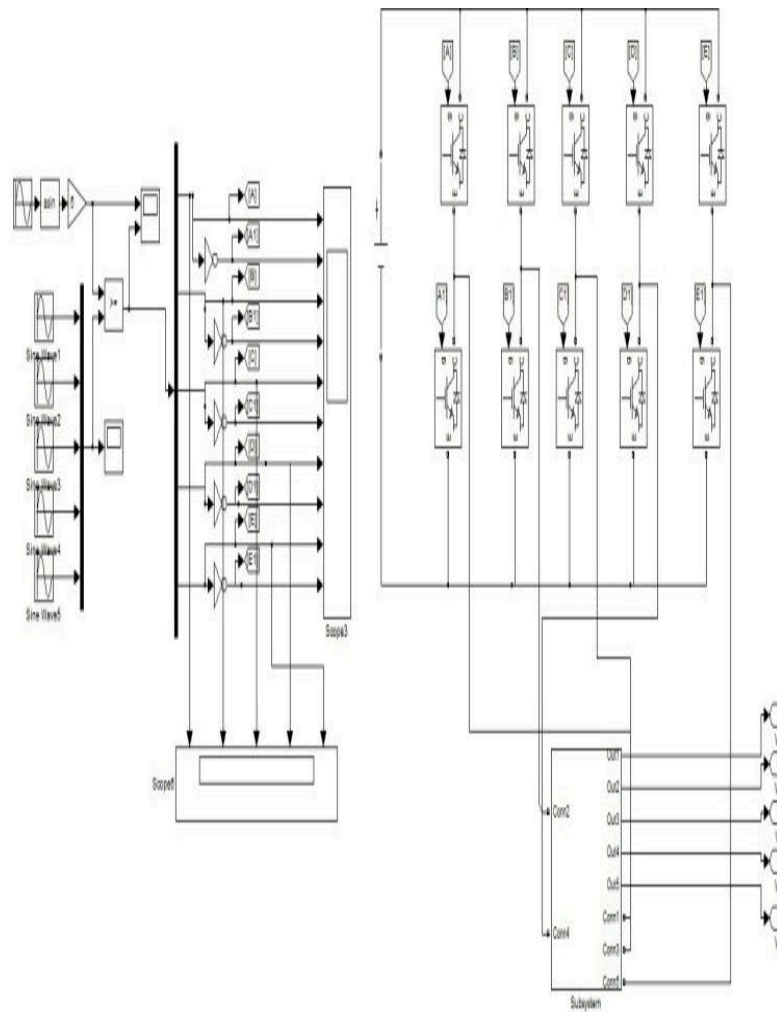 [A] [B] [C] [D] [E]
g C E
g C E
g C E
g C E
g C E
asin
>=
Sine Wave1
Sine Wave2
Sine Wave3
Sine Wave4
Sine Wave5
[A]
[A1]
[B]
[B1]
[C]
[C1]
[D]
[D1]
[E]
[E1]
Scope3
A1 B1 C1 D1 E1
g E
g E
g E
g E
g E
Scope6
Conn2
Conn4
Out1
Out2
Out3
Out4
Out5
Conn1
Conn3
Conn5
Subsystem
V
V
V
V
V